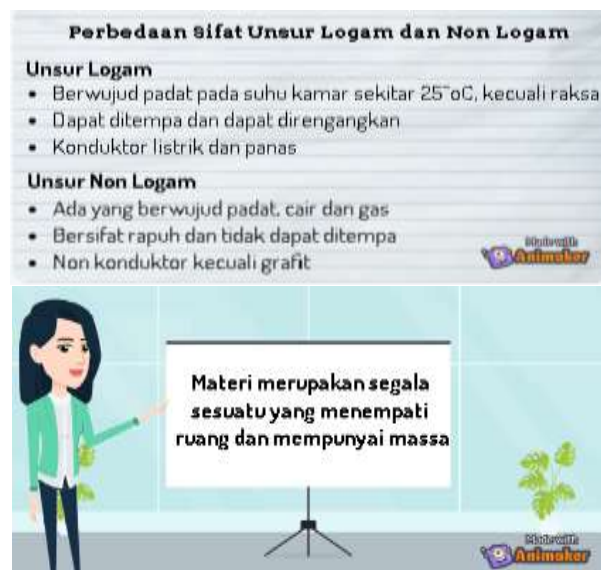 Perbedaan Sifat Unsur Logam dan Non Logam
Unsur Logam
• Berwujud padat pada suhu kamar sekitar 25˜oC, kecuali raksa
• Dapat ditempa dan dapat direngangkan
• Konduktor listrik dan panas
Unsur Non Logam
• Ada yang berwujud padat, cair dan gas
• Bersifat rapuh dan tidak dapat ditempa
• Non konduktor kecuali grafit
Made with
Animaker
Materi merupakan segala
sesuatu yang menempati
ruang dan mempunyai massa
Made with
Animaker